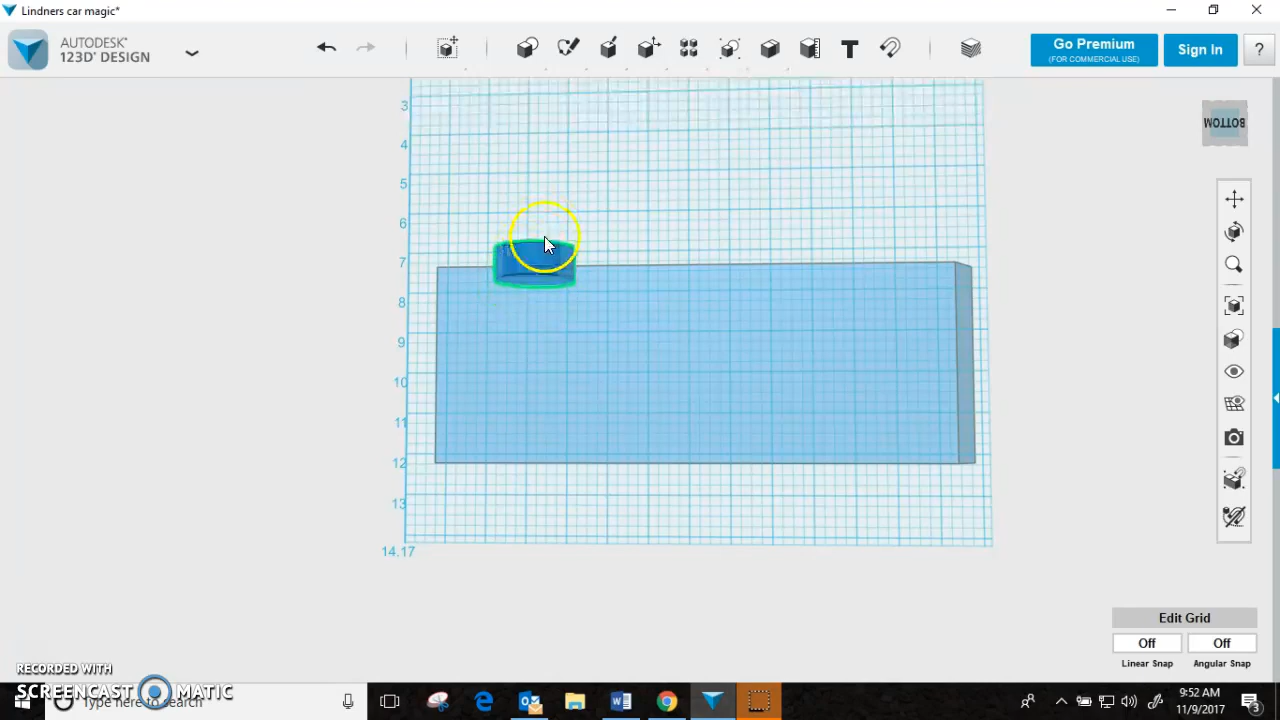 Lindners car magic*
AUTODESK®
123D® DESIGN
Go Premium
(FOR COMMERCIAL USE)
Sign In
?
BOTTOM
3
4
5
6
7
8
9
10
11
12
13
14.17
Edit Grid
Off
Off
Linear Snap
Angular Snap
RECORDED WITH
SCREENCAST MATIC
Type here to search
9:52 AM
11/9/2017
3